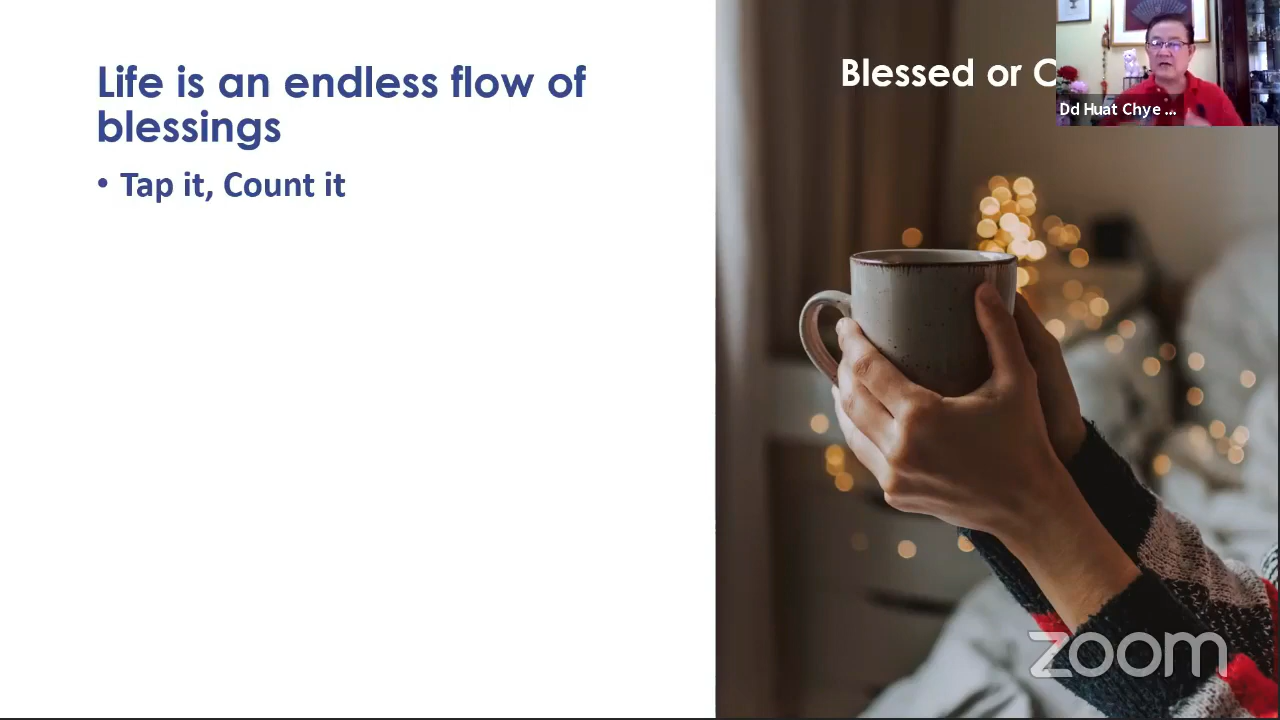 Life is an endless flow of
blessings
• Tap it, Count it
Blessed or
Dd Huat Chye ...
zoom